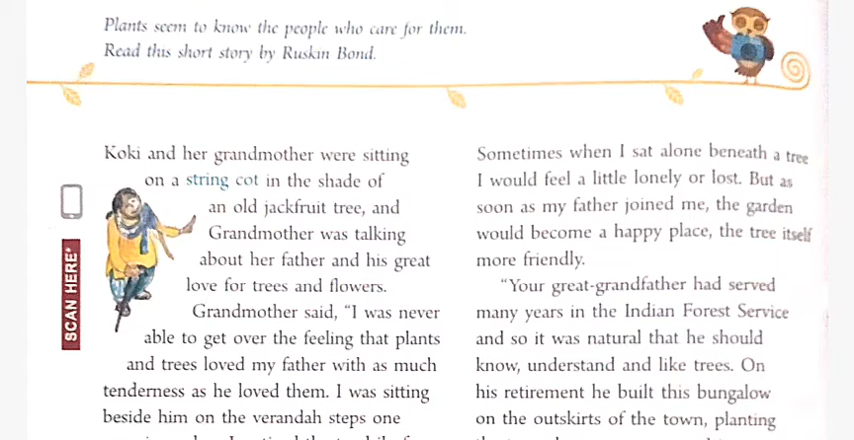 Plants seem to know the people who care for them.
Read this short story by Ruskin Bond.
SCAN HERE*
Koki and her grandmother were sitting
on a string cot in the shade of
an old jackfruit tree, and
Grandmother was talking
about her father and his great
love for trees and flowers.
Grandmother said, "I was never
able to get over the feeling that plants
and trees loved my father with as much
tenderness as he loved them. I was sitting
beside him on the verandah steps one
Sometimes when I sat alone beneath a tree
I would feel a little lonely or lost. But as
soon as my father joined me, the garden
would become a happy place, the tree itself
more friendly.
"Your great-grandfather had served
many years in the Indian Forest Service
and so it was natural that he should
know, understand and like trees. On
his retirement he built this bungalow
on the outskirts of the town, planting